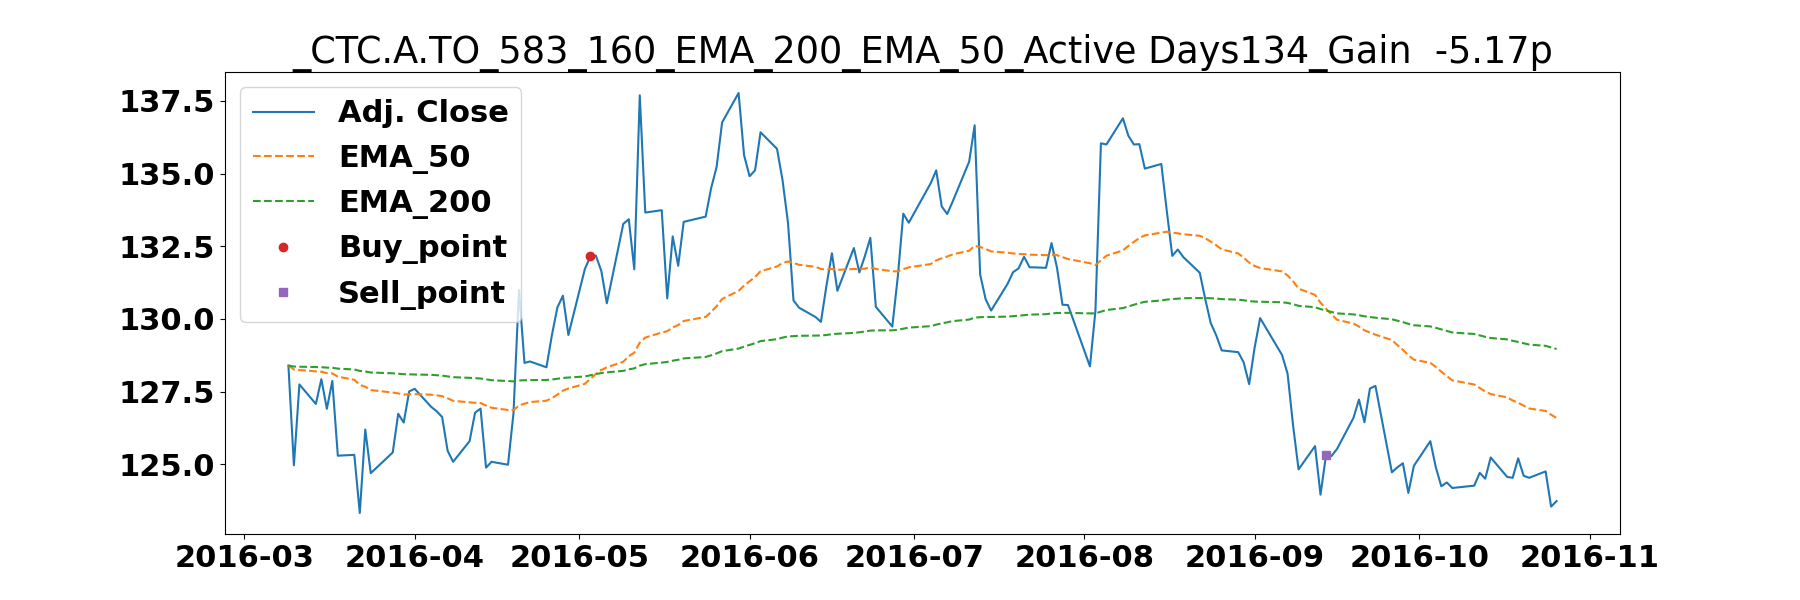 _CTC.A.TO_583_160_EMA_200_EMA_50_Active Days134_Gain  -5.17p
137.5
135.0
132.5
130.0
127.5
125.0
Adj. Close
EMA_50
EMA_200
Buy_point
Sell_point
2016-03 2016-04 2016-05 2016-06 2016-07 2016-08 2016-09 2016-10 2016-11